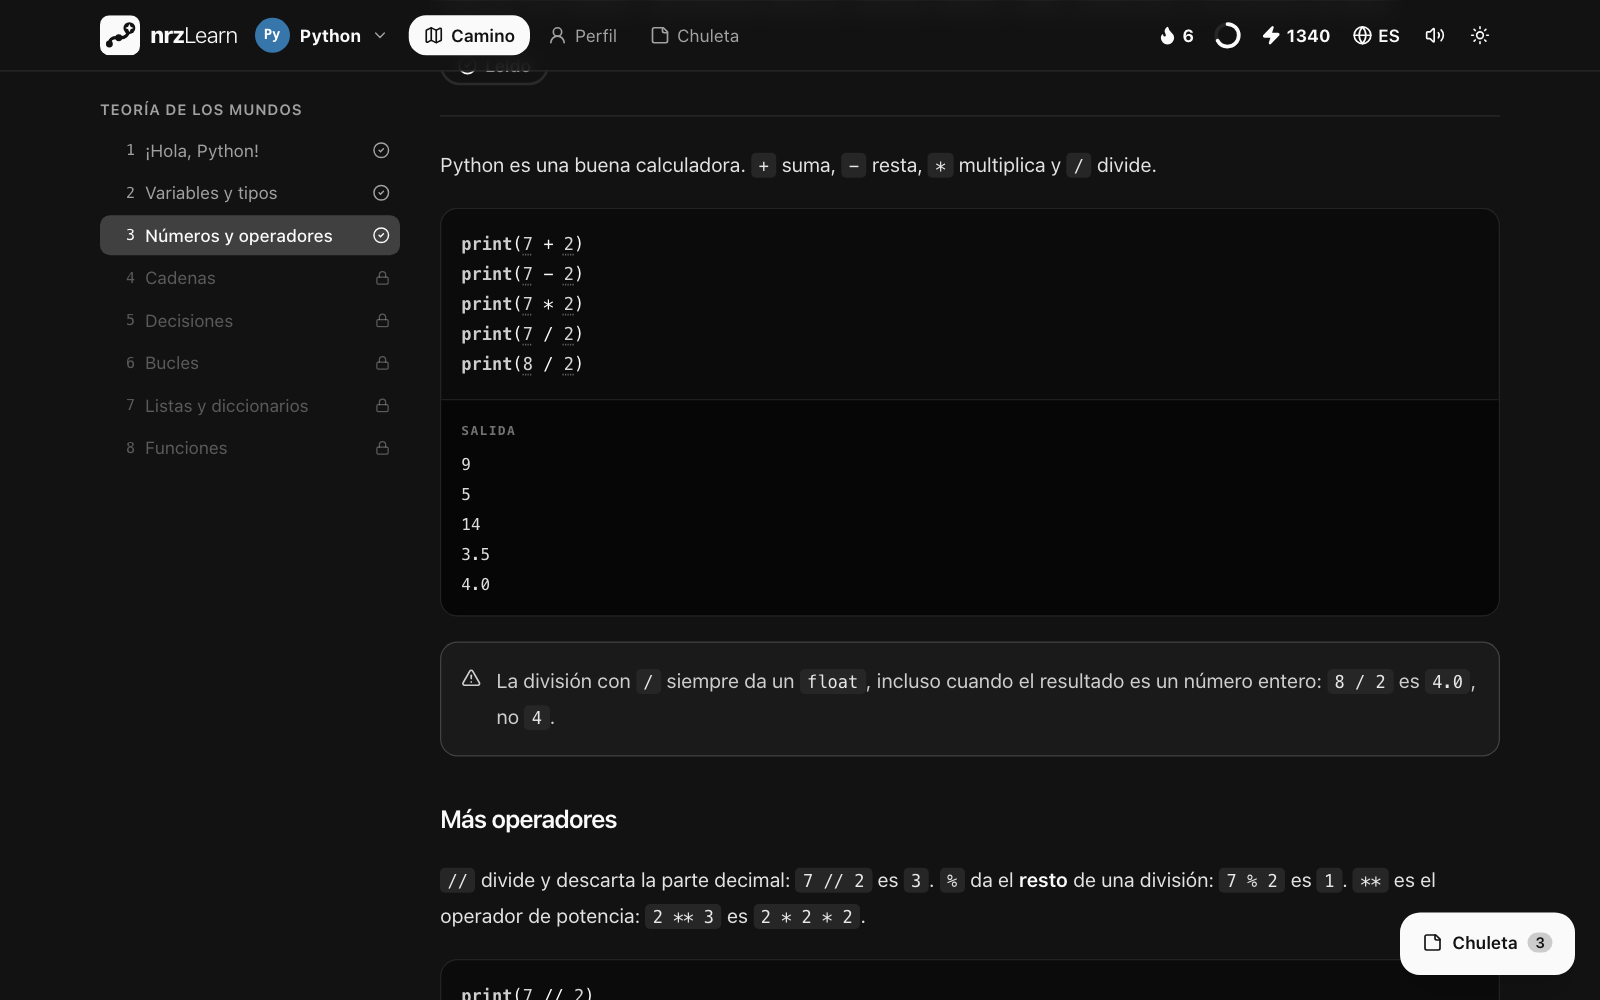 nrzLearn
Py Python
Camino
Perfil
Chuleta
6
1340
ES
Leído
TEORÍA DE LOS MUNDOS
1 ¡Hola, Python!
2 Variables y tipos
3 Números y operadores
4 Cadenas
5 Decisiones
6 Bucles
7 Listas y diccionarios
8 Funciones
Python es una buena calculadora. + suma, - resta, * multiplica y / divide.
print(7 + 2)
print(7 - 2)
print(7 * 2)
print(7 / 2)
print(8 / 2)
SALIDA
9
5
14
3.5
4.0
La división con / siempre da un float, incluso cuando el resultado es un número entero: 8 / 2 es 4.0,
no 4.
Más operadores
// divide y descarta la parte decimal: 7 // 2 es 3. % da el resto de una división: 7 % 2 es 1. ** es el
operador de potencia: 2 ** 3 es 2 * 2 * 2.
Chuleta 3
print(7 // 2)